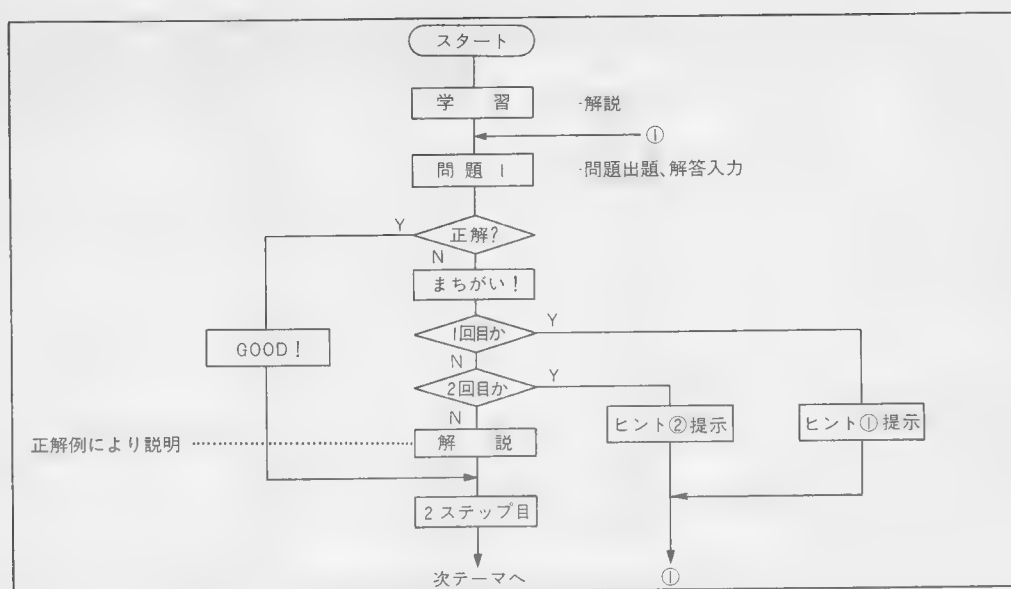 スタート
学 習
·解説
①
問題 1
·問題出題、解答入力
正解?
Y
N
まちがい!
1回目か
Y
N
GOOD!
2回目か
Y
N
ヒント②提示
ヒント①提示
正解例により説明
解 説
2ステップ目
次テーマへ
①